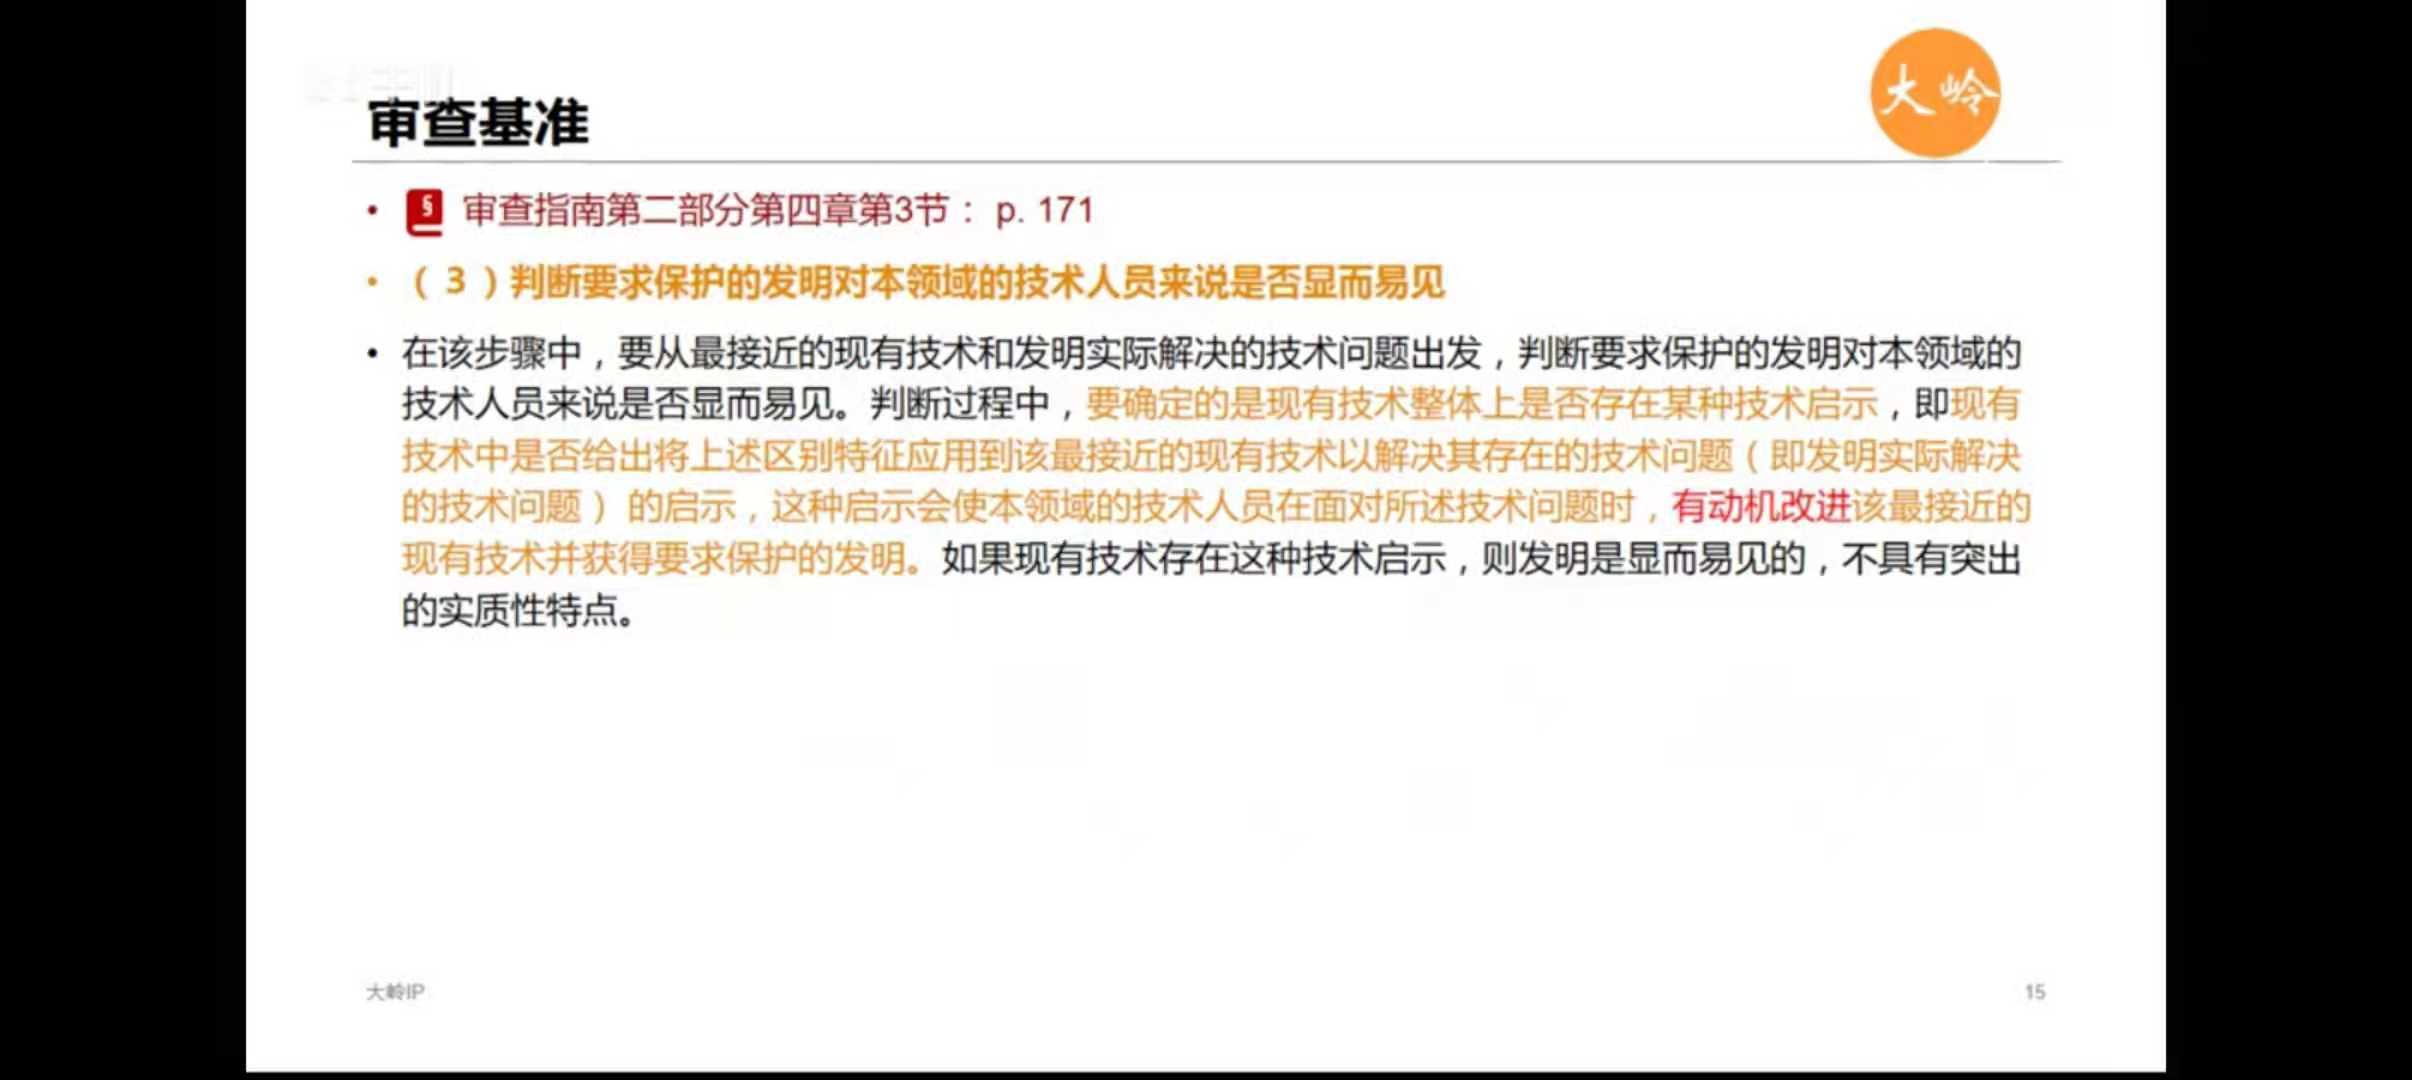 大岭
审查基准
• § 审查指南第二部分第四章第3节： p. 171
• （3）判断要求保护的发明对本领域的技术人员来说是否显而易见
• 在该步骤中，要从最接近的现有技术和发明实际解决的技术问题出发，判断要求保护的发明对本领域的
技术人员来说是否显而易见。判断过程中，要确定的是现有技术整体上是否存在某种技术启示，即现有
技术中是否给出将上述区别特征应用到该最接近的现有技术以解决其存在的技术问题（即发明实际解决
的技术问题） 的启示，这种启示会使本领域的技术人员在面对所述技术问题时，有动机改进该最接近的
现有技术并获得要求保护的发明。如果现有技术存在这种技术启示，则发明是显而易见的，不具有突出
的实质性特点。
大岭IP
15